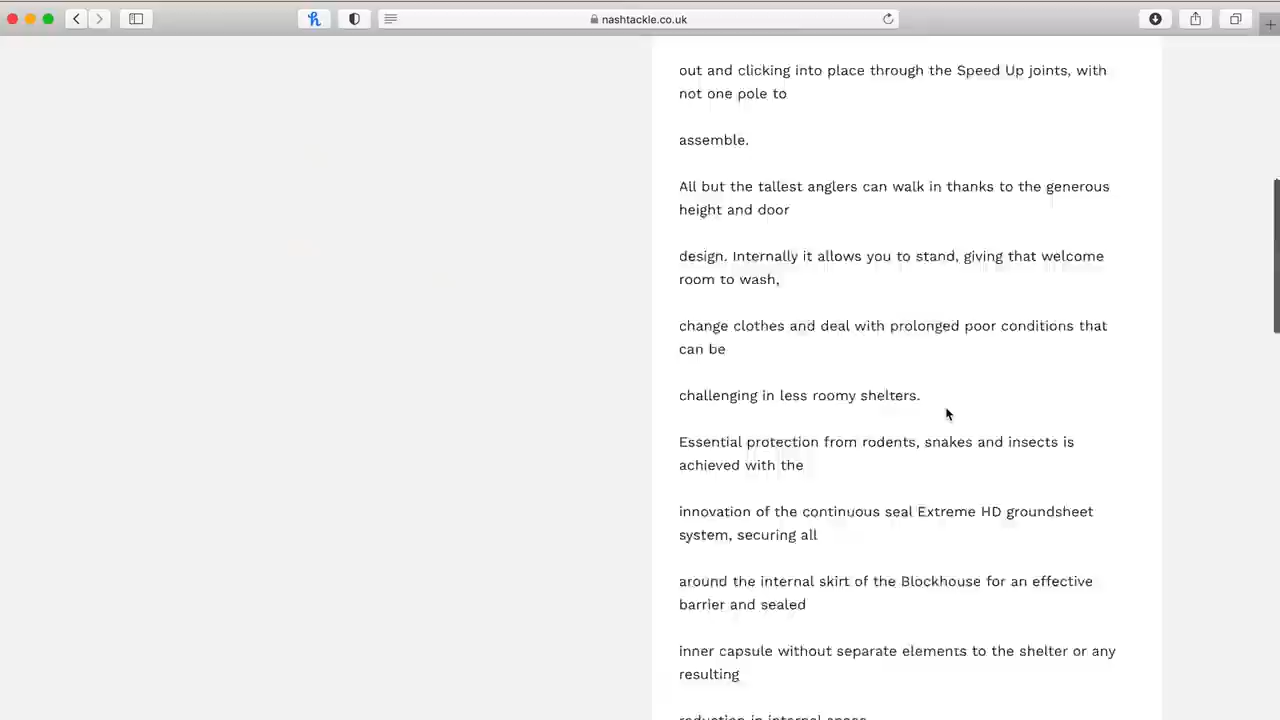 nashtackle.co.uk
out and clicking into place through the Speed Up joints, with
not one pole to
assemble.
All but the tallest anglers can walk in thanks to the generous
height and door
design. Internally it allows you to stand, giving that welcome
room to wash,
change clothes and deal with prolonged poor conditions that
can be
challenging in less roomy shelters.
Essential protection from rodents, snakes and insects is
achieved with the
innovation of the continuous seal Extreme HD groundsheet
system, securing all
around the internal skirt of the Blockhouse for an effective
barrier and sealed
inner capsule without separate elements to the shelter or any
resulting
reduction in internal space